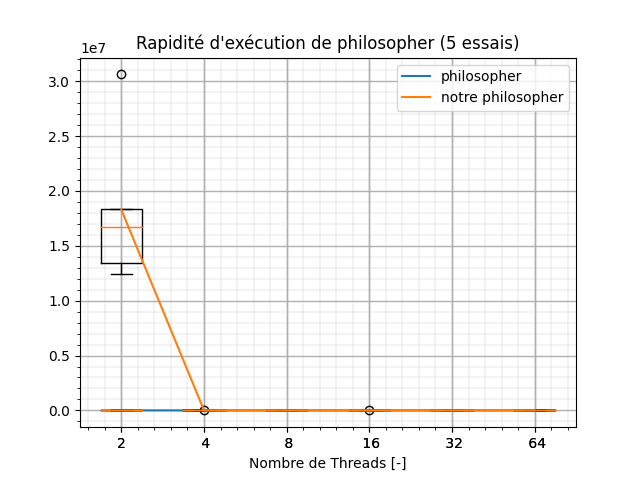 Rapidité d'exécution de philosopher (5 essais)
1e7
philosopher
notre philosopher
3.0
2.5
2.0
1.5
1.0
0.5
0.0
2 4 8 16 32 64
Nombre de Threads [-]